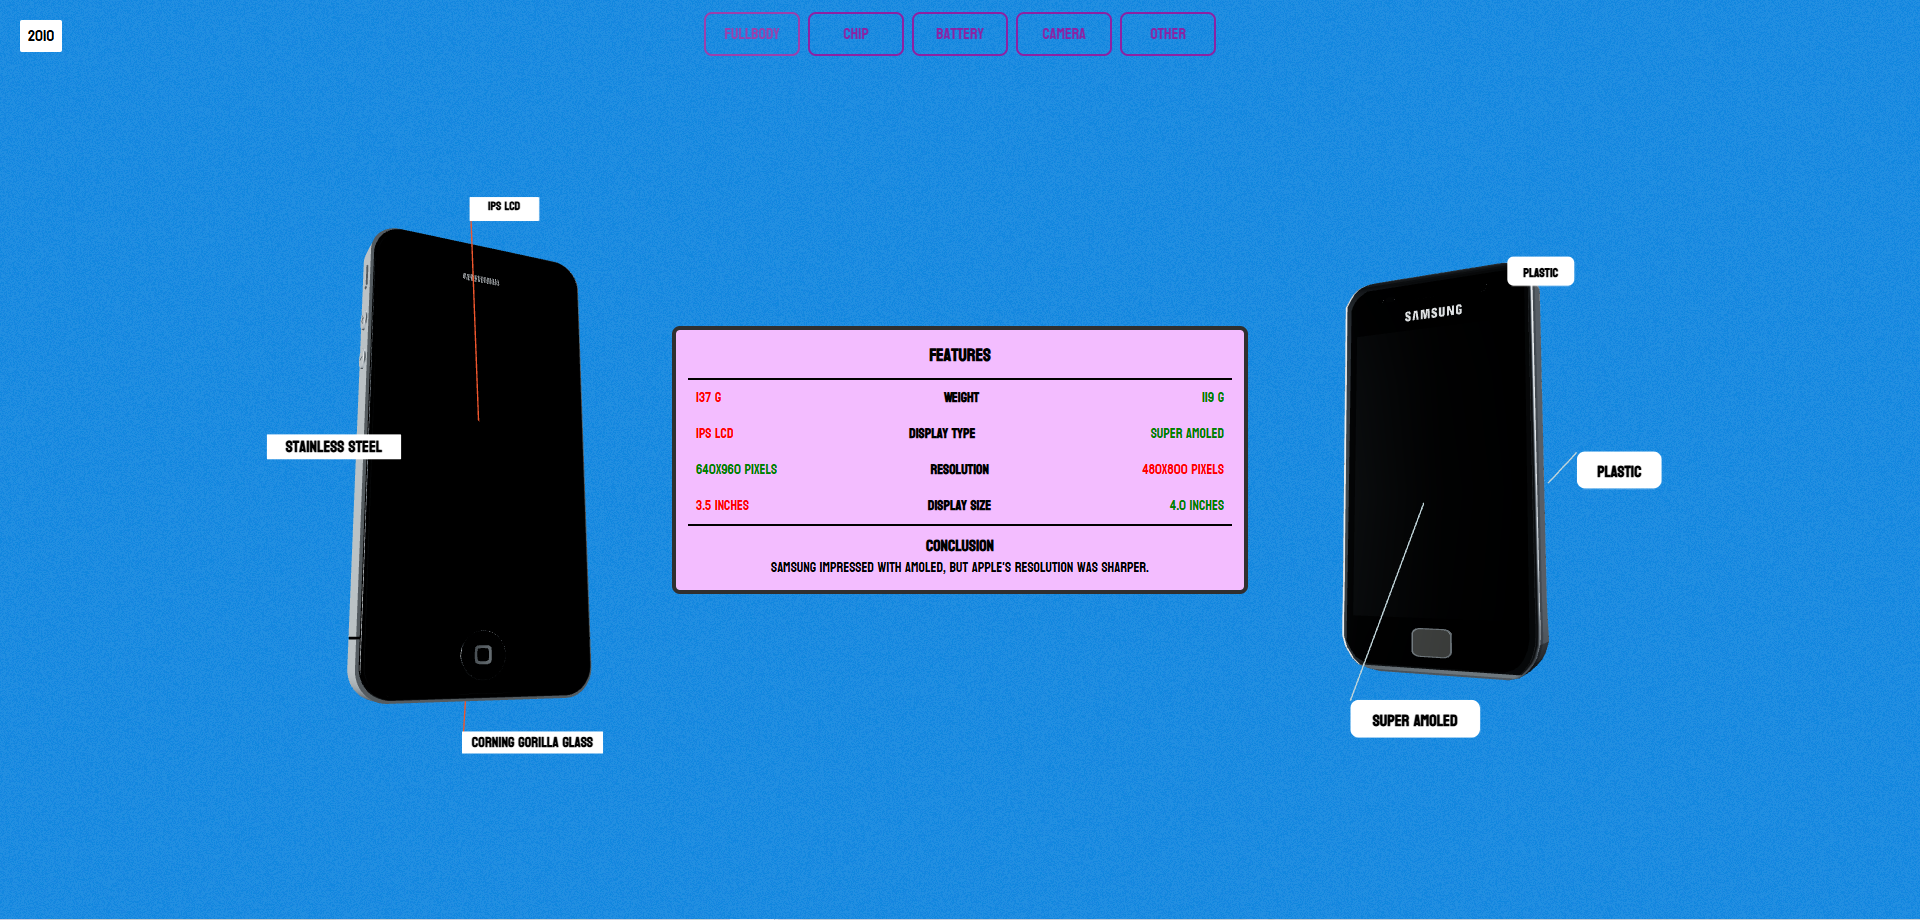 2010
FULLBODY
CHIP
BATTERY
CAMERA
OTHER
IPS LCD
STAINLESS STEEL
CORNING GORILLA GLASS
FEATURES
137 G WEIGHT 119 G
IPS LCD DISPLAY TYPE SUPER AMOLED
640X960 PIXELS RESOLUTION 480X800 PIXELS
3.5 INCHES DISPLAY SIZE 4.0 INCHES
CONCLUSION
SAMSUNG IMPRESSED WITH AMOLED, BUT APPLE'S RESOLUTION WAS SHARPER.
PLASTIC
SAMSUNG
PLASTIC
SUPER AMOLED